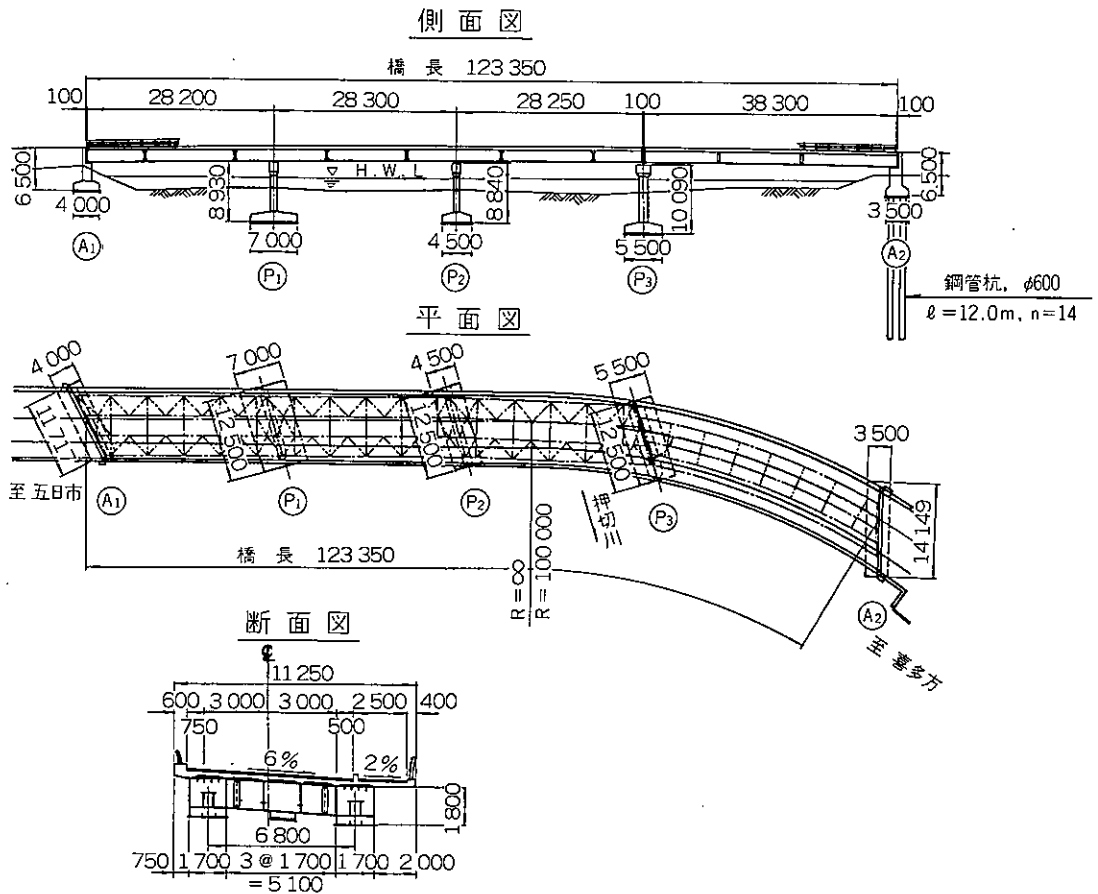 側面図
橋長 123 350
100 28 200 28 300 28 250 100 38 300 100
6 500
8 930
H.W.L
8 840
10 090
6.500
4 000
7 000
4 500
5 500
3 500
A1
P1
P2
P3
A2
鋼管杭, φ600
ℓ=12.0m, n=14
平面図
4 000
7 000
4 500
5 500
11 711
12 500
12 500
12 500
3 500
14 149
至 五日市
A1
P1
P2
押切川
P3
橋長 123 350
R=∞
R=100 000
A2
至 喜多方
断面図
℄
11 250
600 3 000 3 000 2 500 400
750 500
6% 2%
1 800
6 800
750 1 700 3 @ 1 700 1 700 2 000
=5 100